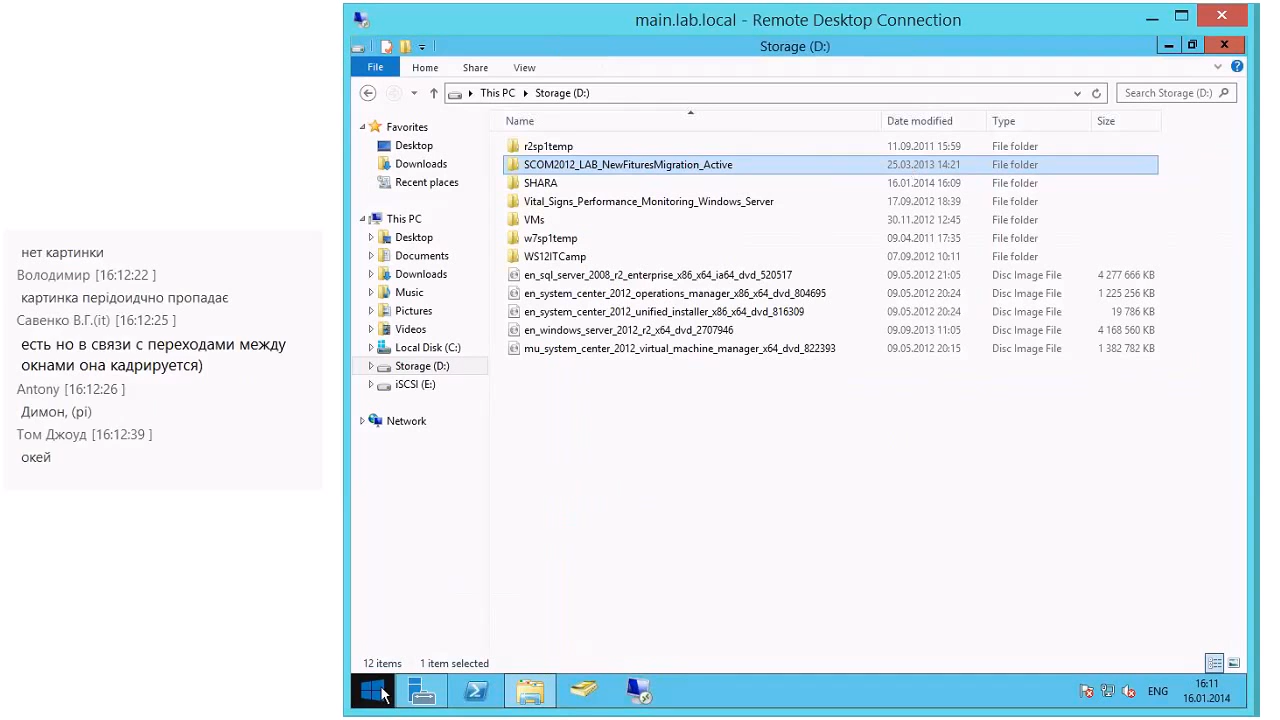 нет картинки
Володимир [16:12:22 ]
картинка перідоидчно пропадає
Савенко В.Г.(it) [16:12:25 ]
есть но в связи с переходами между
окнами она кадрируется)
Antony [16:12:26 ]
Димон, (pi)
Том Джоуд [16:12:39 ]
окей
main.lab.local - Remote Desktop Connection
Storage (D:)
File Home Share View
This PC Storage (D:) Search Storage (D:)
Name Date modified Type Size
Favorites
Desktop
Downloads
Recent places
This PC
Desktop
Documents
Downloads
Music
Pictures
Videos
Local Disk (C:)
Storage (D:)
iSCSI (E:)
Network
r2sp1temp 11.09.2011 15:59 File folder
SCOM2012_LAB_NewFituresMigration_Active 25.03.2013 14:21 File folder
SHARA 16.01.2014 16:09 File folder
Vital_Signs_Performance_Monitoring_Windows_Server 17.09.2012 18:39 File folder
VMs 30.11.2012 12:45 File folder
w7sp1temp 09.04.2011 17:35 File folder
WS12ITCamp 07.09.2012 10:11 File folder
en_sql_server_2008_r2_enterprise_x86_x64_ia64_dvd_520517 09.05.2012 21:05 Disc Image File 4 277 666 KB
en_system_center_2012_operations_manager_x86_x64_dvd_804695 09.05.2012 20:24 Disc Image File 1 225 256 KB
en_system_center_2012_unified_installer_x86_x64_dvd_816309 09.05.2012 20:24 Disc Image File 19 786 KB
en_windows_server_2012_r2_x64_dvd_2707946 09.09.2013 11:05 Disc Image File 4 168 560 KB
mu_system_center_2012_virtual_machine_manager_x64_dvd_822393 09.05.2012 20:15 Disc Image File 1 382 782 KB
12 items 1 item selected
ENG 16:11
16.01.2014